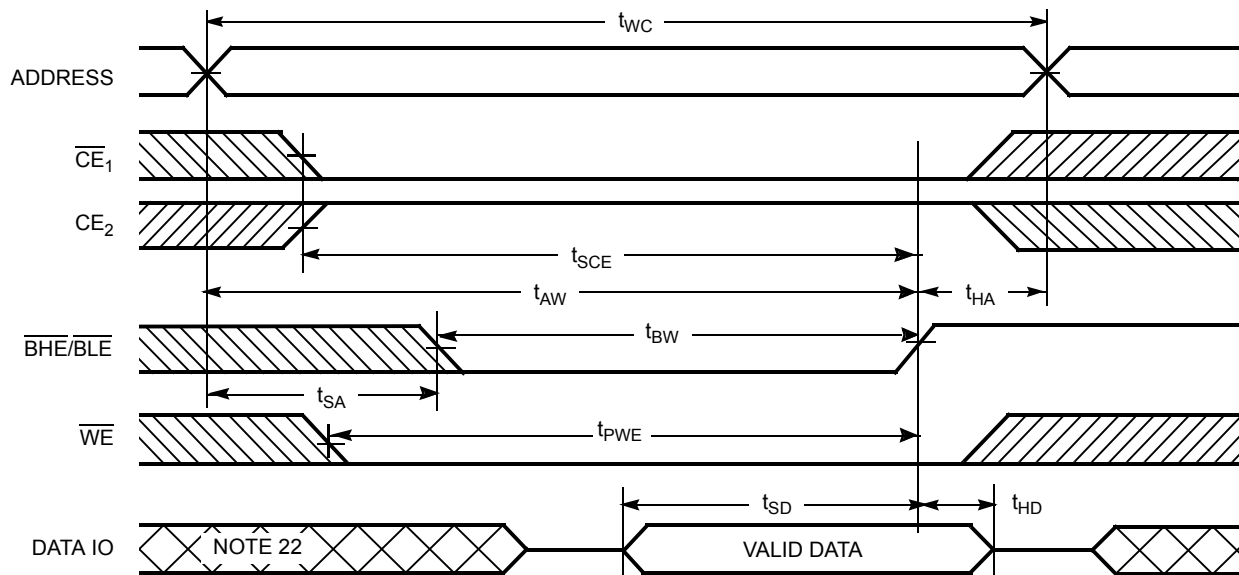 tWC
ADDRESS
CE1
CE2
tSCE
tAW
tHA
BHE/BLE
tBW
tSA
WE
tPWE
tSD
tHD
DATA IO
NOTE 22
VALID DATA